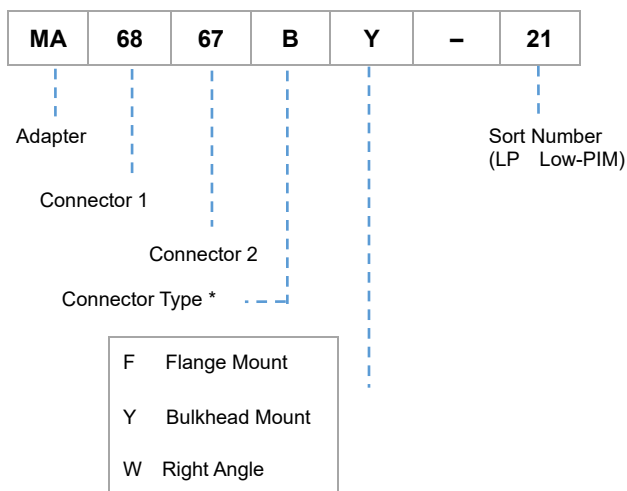 MA 68 67 B Y – 21
Adapter
Sort Number
(LP Low-PIM)
Connector 1
Connector 2
Connector Type *
F Flange Mount
Y Bulkhead Mount
W Right Angle